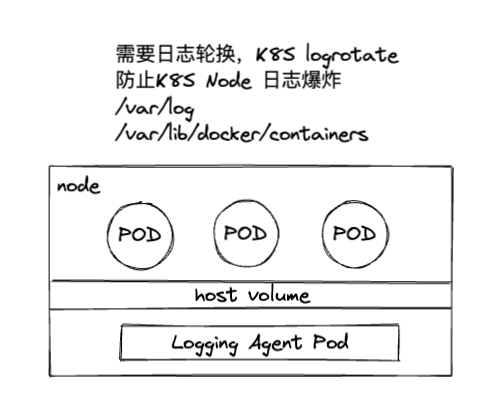 需要日志轮换，K8S logrotate
防止K8S Node 日志爆炸
/var/log
/var/lib/docker/containers
node
POD POD POD
host volume
Logging Agent Pod